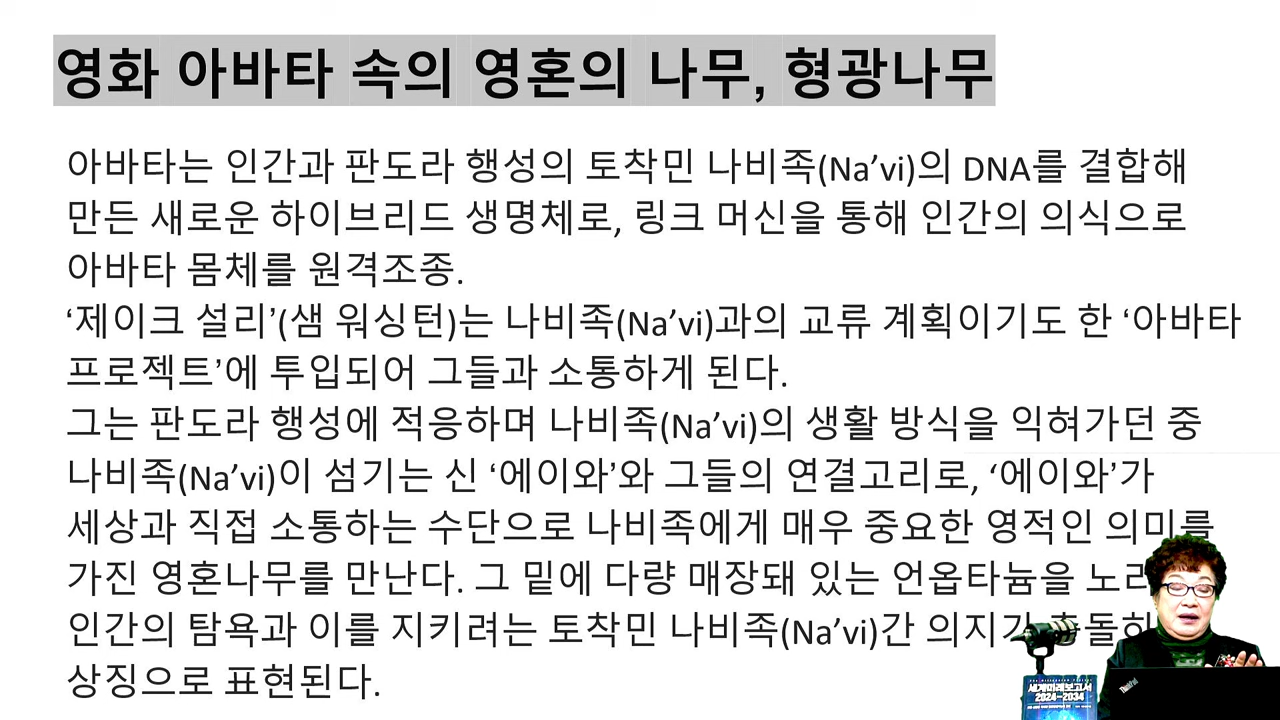 영화 아바타 속의 영혼의 나무, 형광나무
아바타는 인간과 판도라 행성의 토착민 나비족(Na’vi)의 DNA를 결합해
만든 새로운 하이브리드 생명체로, 링크 머신을 통해 인간의 의식으로
아바타 몸체를 원격조종.
‘제이크 설리’(샘 워싱턴)는 나비족(Na’vi)과의 교류 계획이기도 한 ‘아바타
프로젝트’에 투입되어 그들과 소통하게 된다.
그는 판도라 행성에 적응하며 나비족(Na’vi)의 생활 방식을 익혀가던 중
나비족(Na’vi)이 섬기는 신 ‘에이와’와 그들의 연결고리로, ‘에이와’가
세상과 직접 소통하는 수단으로 나비족에게 매우 중요한 영적인 의미를
가진 영혼나무를 만난다. 그 밑에 다량 매장돼 있는 언옵타늄을
인간의 탐욕과 이를 지키려는 토착민 나비족(Na’vi)간
상징으로 표현된다.
세계미래보고서
2024-2034
ThinkPad